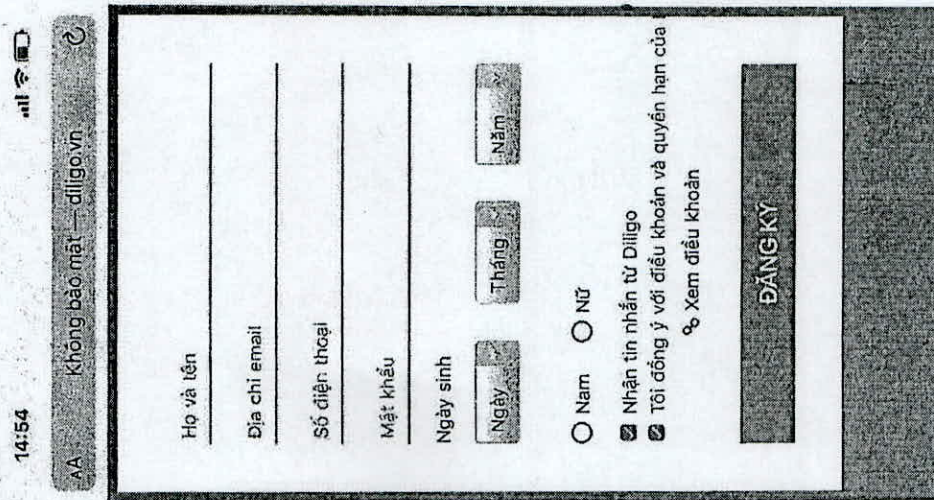 14:54
AA Không bảo mật — diligo.vn
Họ và tên
Địa chỉ email
Số điện thoại
Mật khẩu
Ngày sinh
Ngày Tháng Năm
Nam Nữ
Nhận tin nhắn từ Diligo
Tôi đồng ý với điều khoản và quyền hạn của
Xem điều khoản
ĐĂNG KÝ